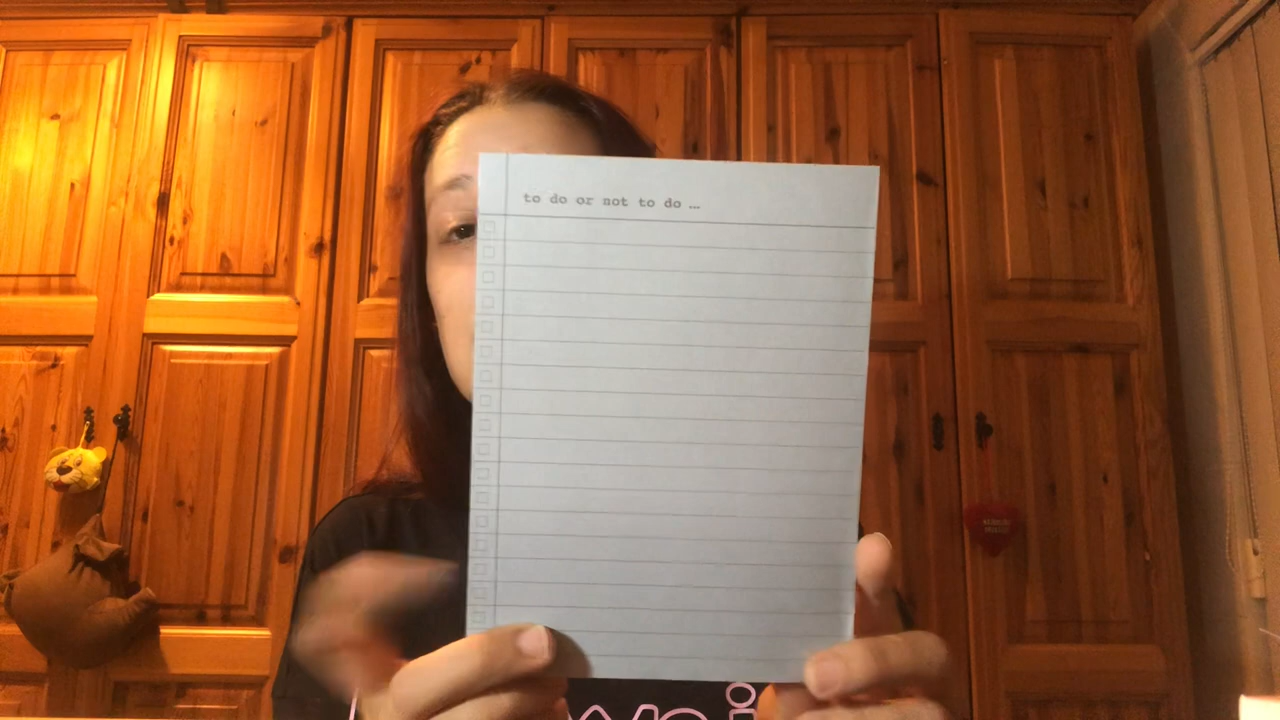 to do or not to do …